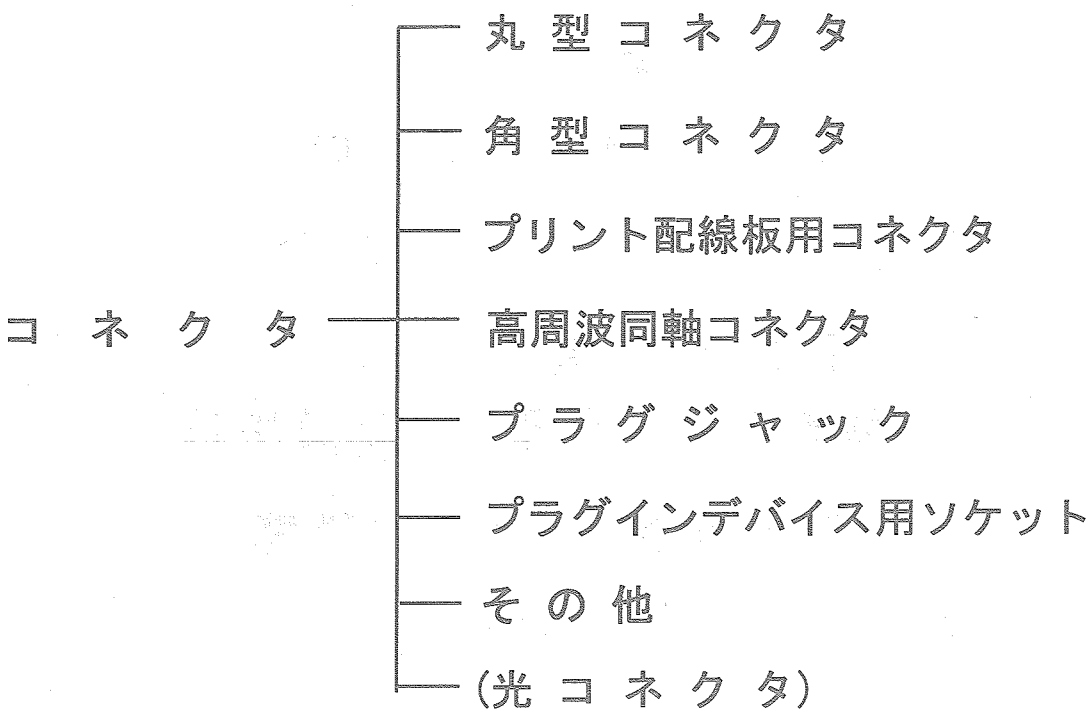 丸型コネクタ
角型コネクタ
プリント配線板用コネクタ
コネクタ
高周波同軸コネクタ
プラグジャック
プラグインデバイス用ソケット
その他
(光コネクタ)